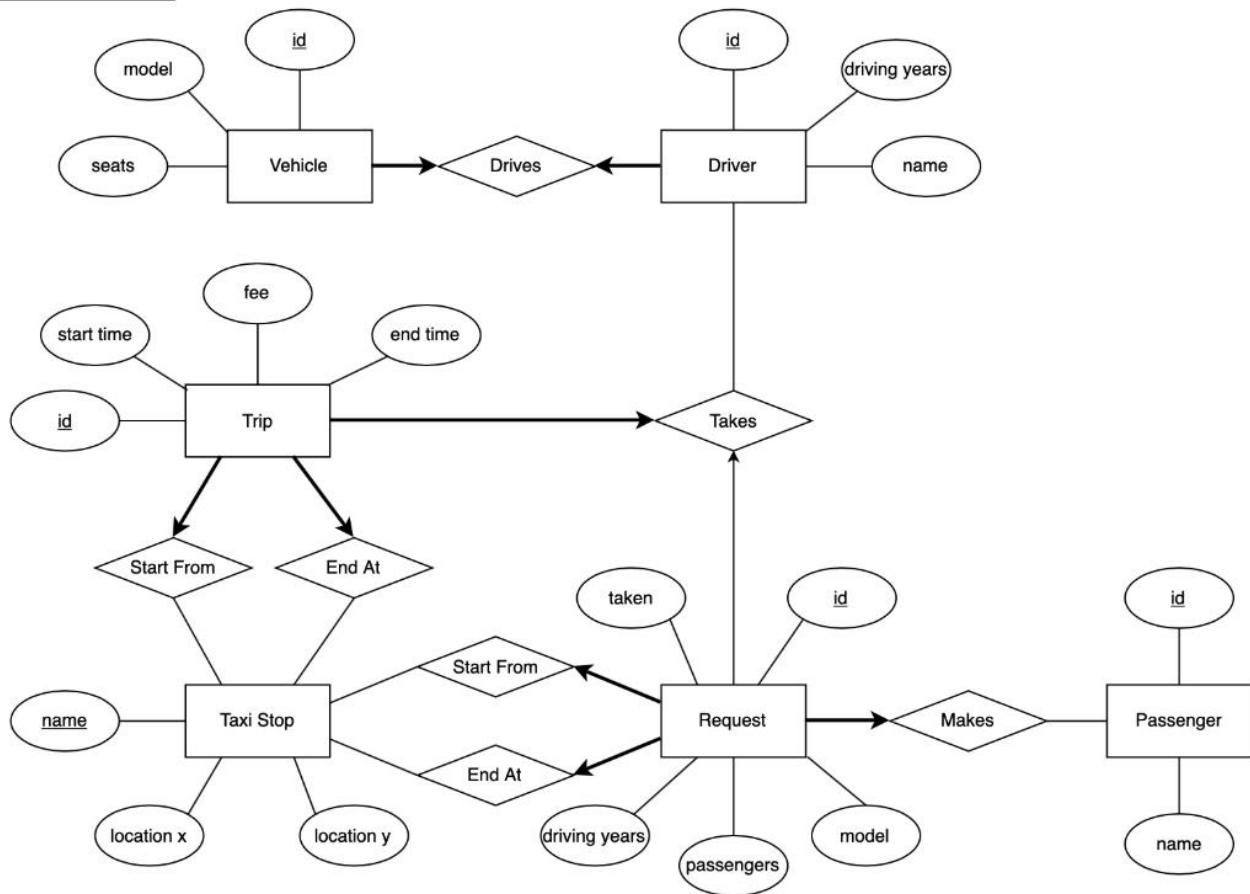 id
id
model
driving years
seats
Vehicle
Drives
Driver
name
fee
start time
end time
id
Trip
Takes
Start From
End At
taken
id
id
Start From
name
Taxi Stop
Request
Makes
Passenger
End At
location x
location y
driving years
model
name
passengers